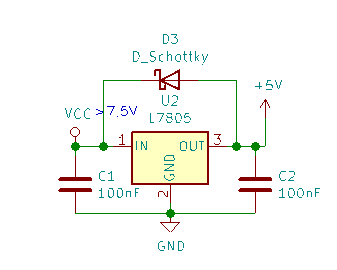 D3
D_Schottky
U2
L7805
+5V
VCC
>7.5V
1
IN
OUT
3
GND
2
C1
100nF
C2
100nF
GND